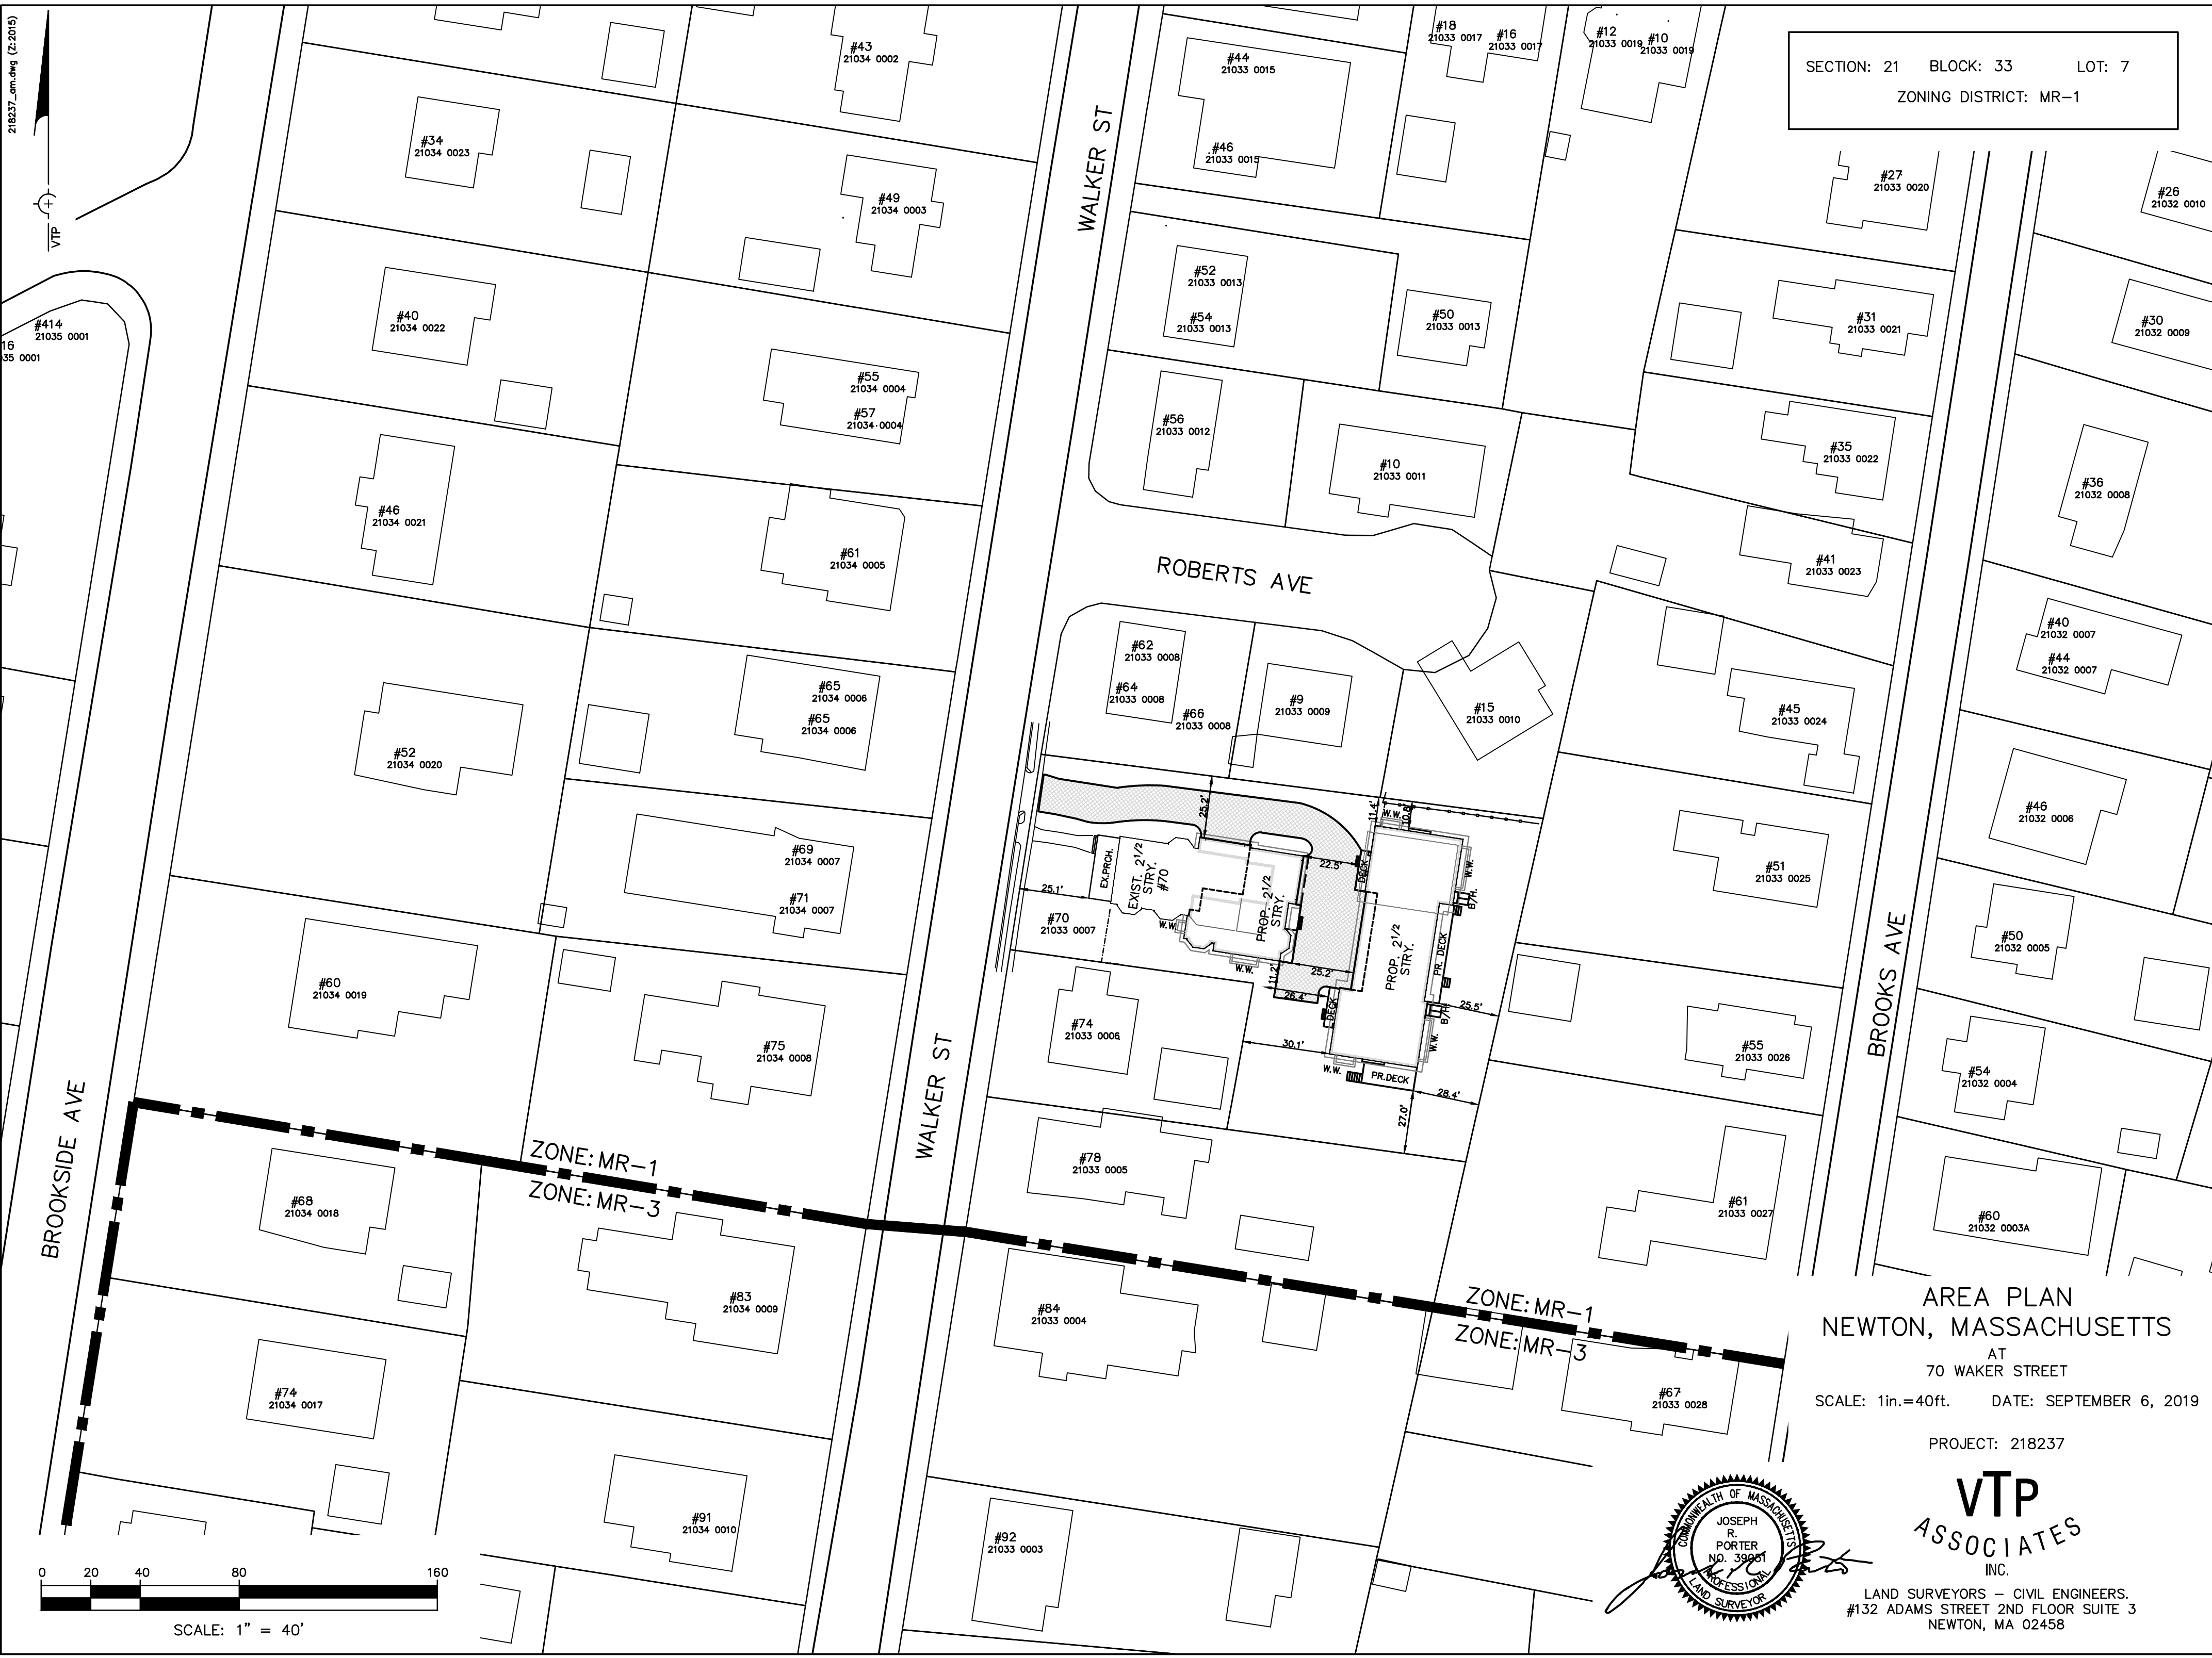 218237_am.dwg (Z:2015)
VTP
SECTION: 21 BLOCK: 33 LOT: 7
ZONING DISTRICT: MR-1
#43
21034 0002
#34
21034 0023
#49
21034 0003
#40
21034 0022
#414
21035 0001
16
35 0001
#55
21034 0004
#57
21034 0004
#46
21034 0021
#61
21034 0005
#65
21034 0006
#65
21034 0006
#52
21034 0020
#69
21034 0007
#71
21034 0007
#60
21034 0019
#75
21034 0008
#68
21034 0018
#83
21034 0009
#74
21034 0017
#91
21034 0010
BROOKSIDE AVE
WALKER ST
WALKER ST
ROBERTS AVE
BROOKS AVE
#44
21033 0015
#46
21033 0015
#18
21033 0017
#16
21033 0017
#12
21033 0019
#10
21033 0019
#27
21033 0020
#26
21032 0010
#52
21033 0013
#54
21033 0013
#50
21033 0013
#31
21033 0021
#30
21032 0009
#56
21033 0012
#10
21033 0011
#35
21033 0022
#36
21032 0008
#41
21033 0023
#40
21032 0007
#44
21032 0007
#62
21033 0008
#64
21033 0008
#66
21033 0008
#9
21033 0009
#15
21033 0010
#45
21033 0024
#46
21032 0006
#51
21033 0025
#50
21032 0005
#55
21033 0026
#54
21032 0004
#61
21033 0027
#60
21032 0003A
#67
21033 0028
25.2'
11.4'
W.W.
10.8'
22.5'
DECK
W.W.
B/H.
EX.PRCH.
EXIST. 2 1/2
STRY.
#70
25.1'
#70
21033 0007
W.W.
PROP. 2 1/2
STRY.
W.W.
11.2'
25.2'
26.4'
DECK
PROP. 2 1/2
STRY.
PR. DECK
25.5'
B/H.
W.W.
30.1'
W.W.
PR.DECK
28.4'
27.0'
#74
21033 0006
#78
21033 0005
#84
21033 0004
#92
21033 0003
ZONE: MR-1
ZONE: MR-3
ZONE: MR-1
ZONE: MR-3
AREA PLAN
NEWTON, MASSACHUSETTS
AT
70 WAKER STREET
SCALE: 1in.=40ft. DATE: SEPTEMBER 6, 2019
PROJECT: 218237
VTP
ASSOCIATES
INC.
LAND SURVEYORS - CIVIL ENGINEERS.
#132 ADAMS STREET 2ND FLOOR SUITE 3
NEWTON, MA 02458
COMMONWEALTH OF MASSACHUSETTS
JOSEPH
R.
PORTER
NO. 39051
PROFESSIONAL
LAND SURVEYOR
0 20 40 80 160
SCALE: 1" = 40'